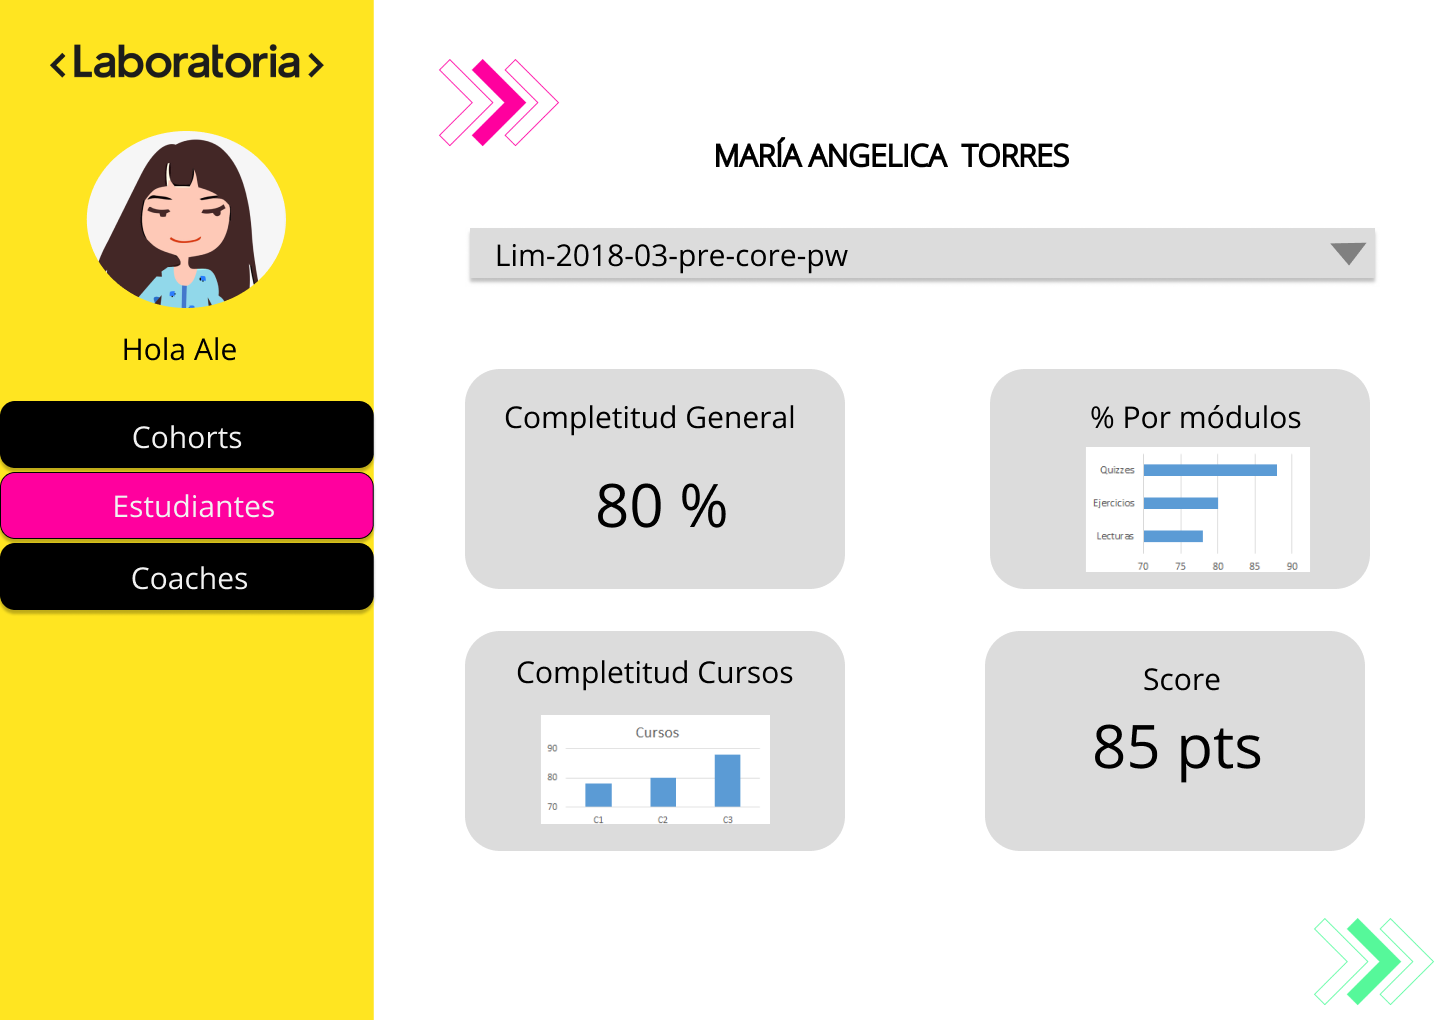 <Laboratoria>
Hola Ale
Cohorts
Estudiantes
Coaches
MARÍA ANGELICA TORRES
Lim-2018-03-pre-core-pw
Completitud General
80 %
% Por módulos
Quizzes
Ejercicios
Lecturas
70 75 80 85 90
Completitud Cursos
Cursos
90
80
70
C1 C2 C3
Score
85 pts